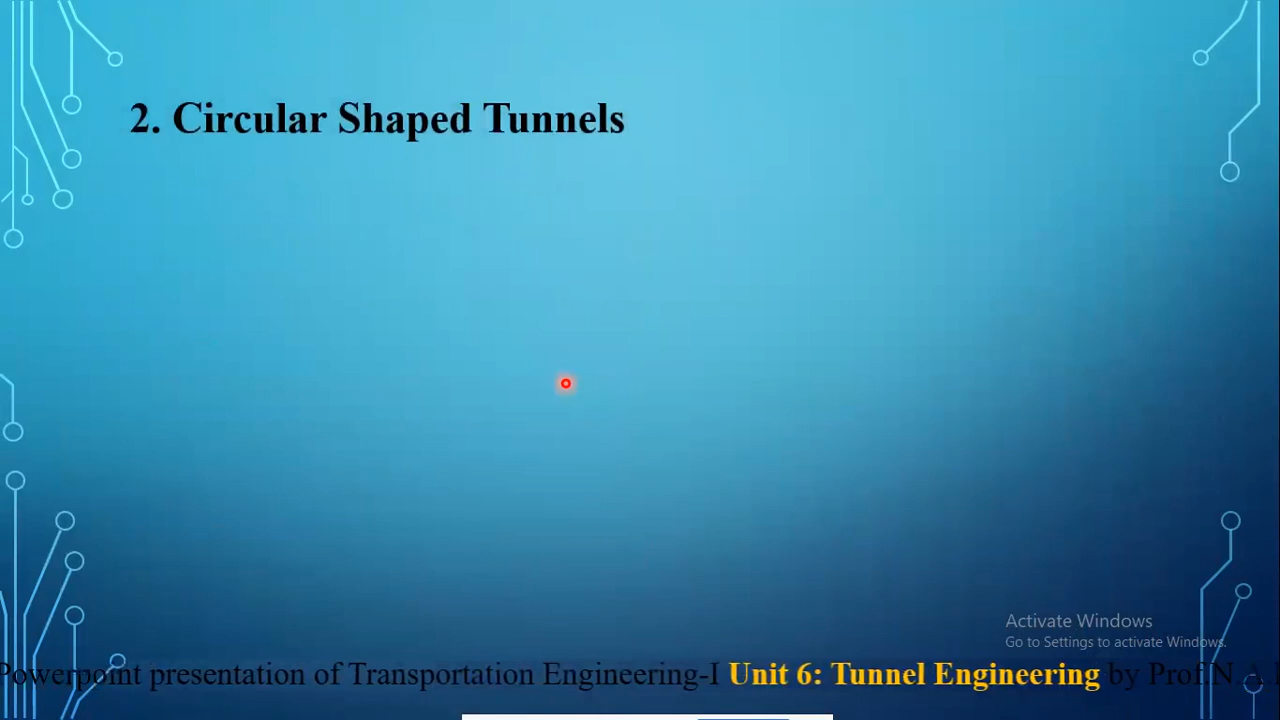 2. Circular Shaped Tunnels
Activate Windows
Go to Settings to activate Windows.
Powerpoint presentation of Transportation Engineering-I Unit 6: Tunnel Engineering by Prof.N.A